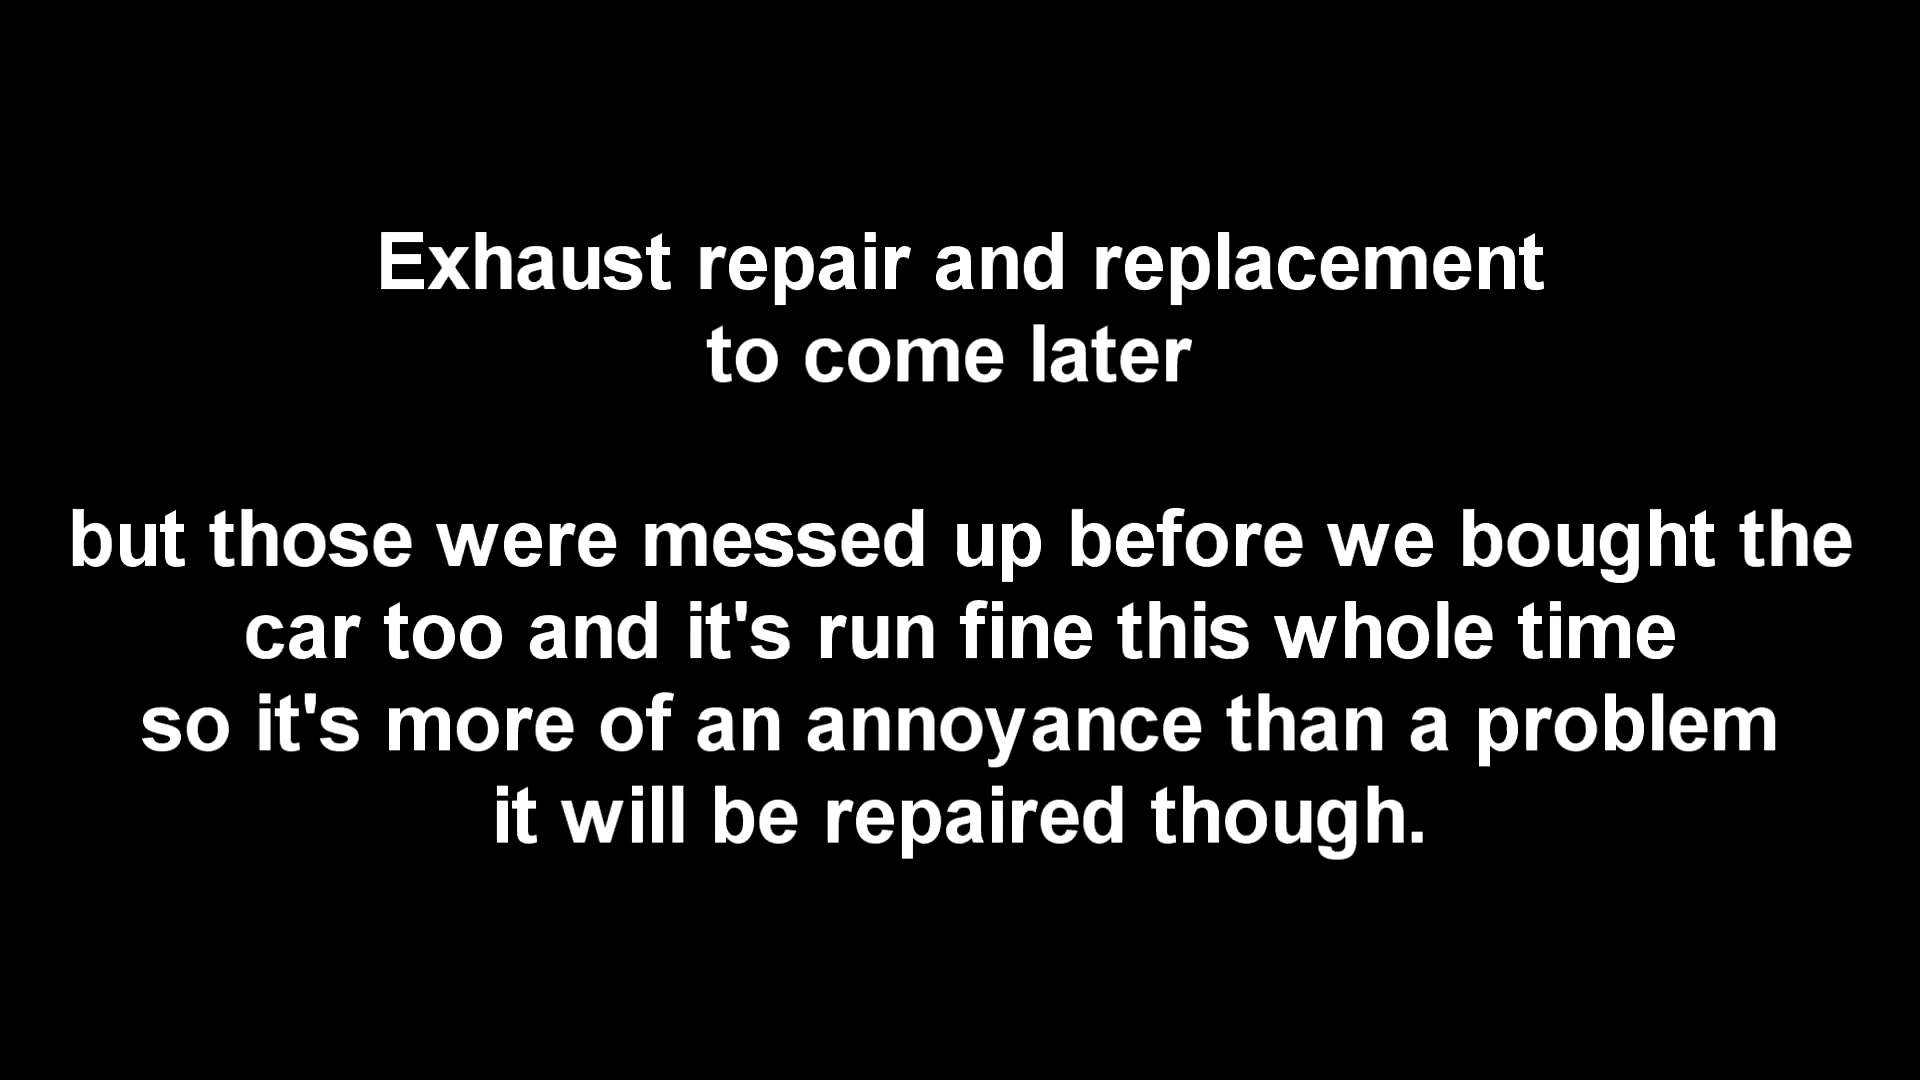 Exhaust repair and replacement
to come later
but those were messed up before we bought the
car too and it's run fine this whole time
so it's more of an annoyance than a problem
it will be repaired though.